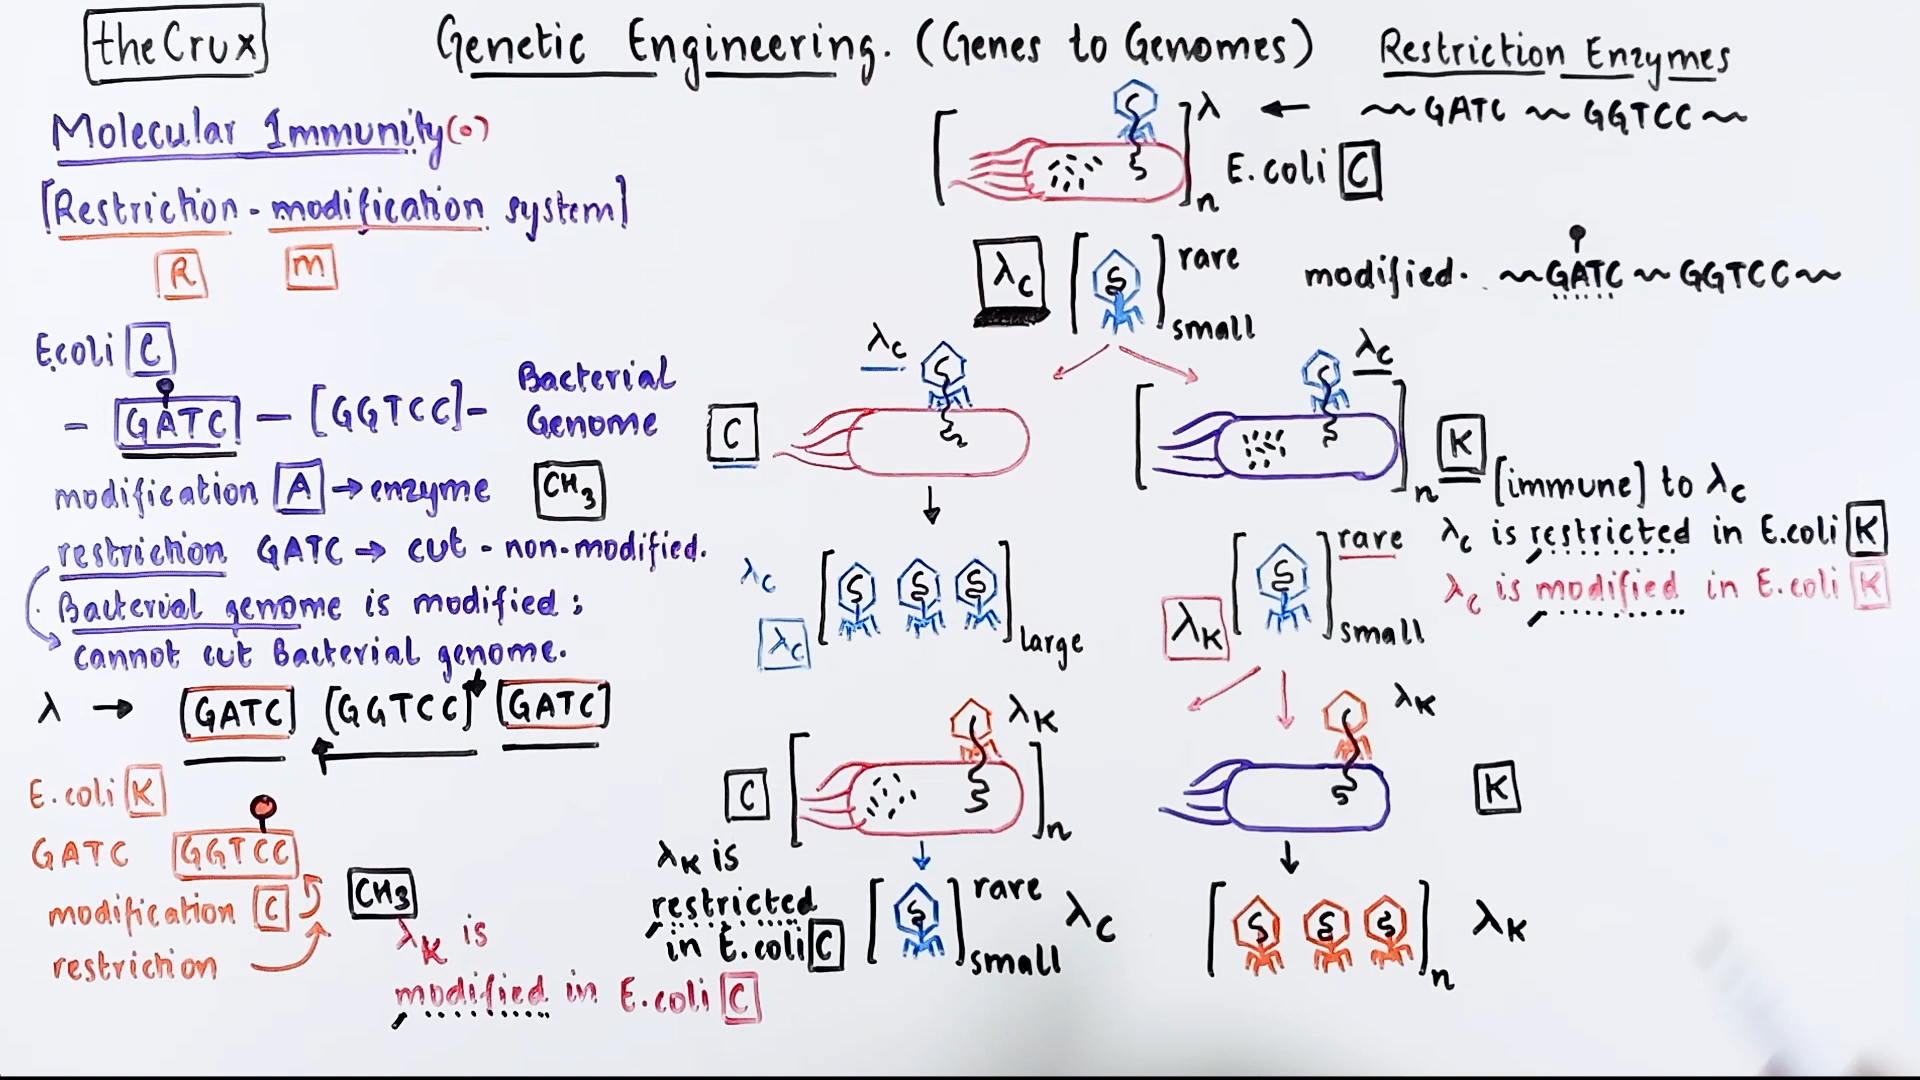 theCrux
Genetic Engineering. (Genes to Genomes)
Restriction Enzymes
Molecular Immunity(o)
[Restriction - modification system]
R m
E.coli C
- GATC - [GGTCC] -
Bacterial
Genome
modification A → enzyme CH3
restriction GATC → cut - non-modified.
Bacterial genome is modified;
cannot cut Bacterial genome.
λ → [GATC] [GGTCC] [GATC]
E.coli K
GATC GGTCC
modification C
CH3
restriction
λK is
modified in E.coli C
λ ← ~ GATC ~ GGTCC ~
n E.coli C
λC rare
small
modified. ~ GATC ~ GGTCC ~
λC
λC
C
K
n [immune] to λC
λC is restricted in E.coli K
λC is modified in E.coli K
λC
λC
large
rare
λK small
λK
λK
C
n
K
λK is
restricted
in E.coli C
rare
small
λC
n
λK